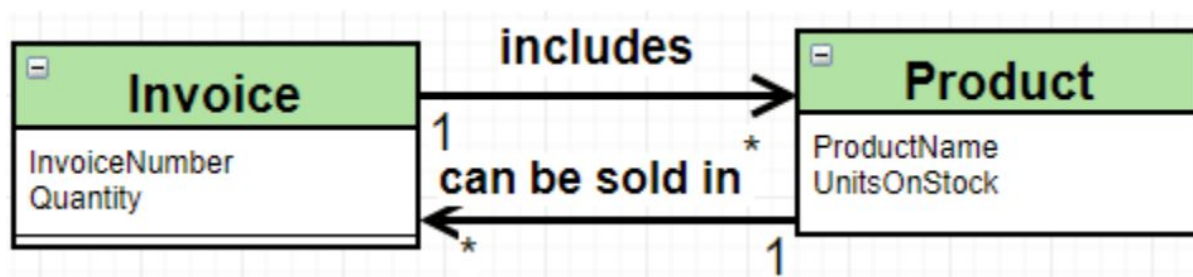 includes
Invoice
Product
1
*
InvoiceNumber
Quantity
ProductName
UnitsOnStock
can be sold in
*
1